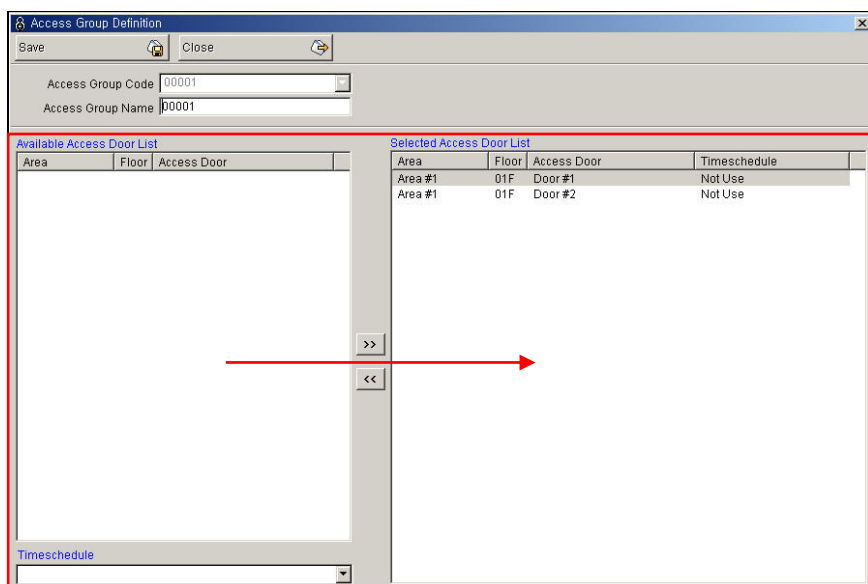 Access Group Definition
Save Close
Access Group Code 00001
Access Group Name 00001
Available Access Door List
Area Floor Access Door
Timeschedule
>>
<<
Selected Access Door List
Area Floor Access Door Timeschedule
Area #1 01F Door #1 Not Use
Area #1 01F Door #2 Not Use